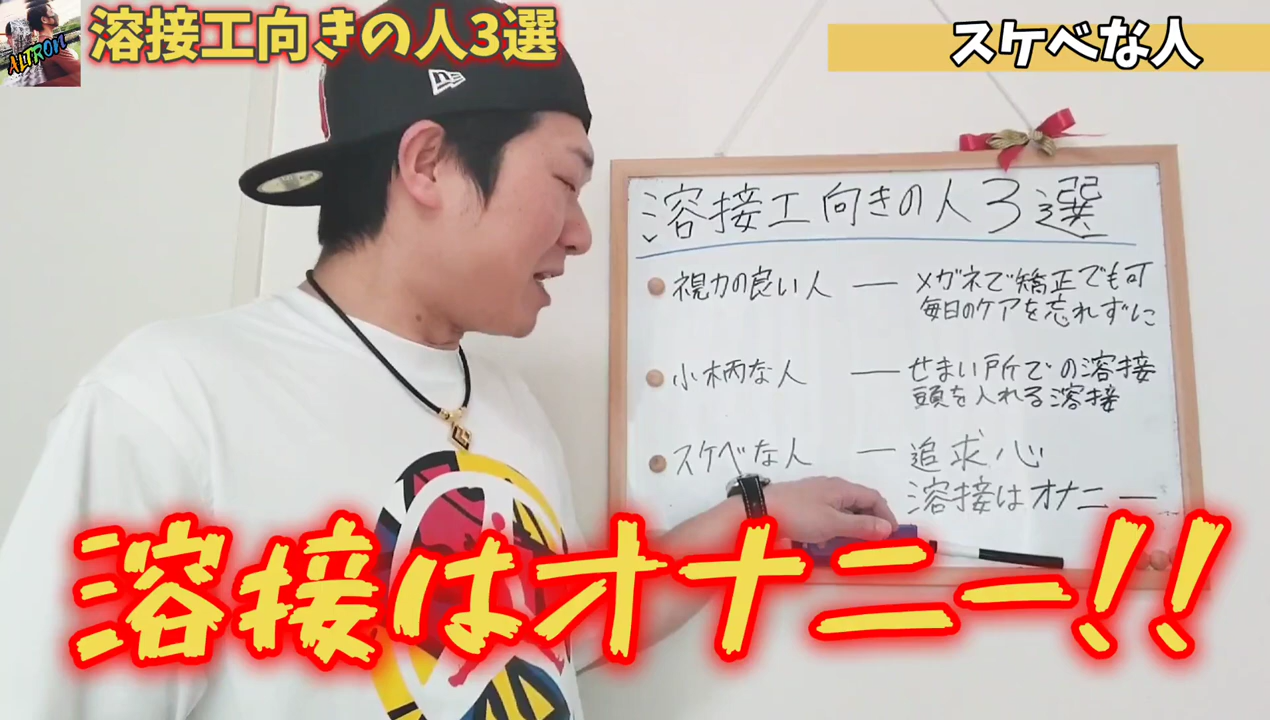 ALTRON
溶接工向きの人3選
スケベな人
溶接工向きの人3選
視力の良い人 ― メガネで矯正でも可
毎日のケアを忘れずに
小柄な人 ― せまい所での溶接
頭を入れる溶接
スケベな人 ― 追求心
溶接はオナニー
溶接はオナニー!!